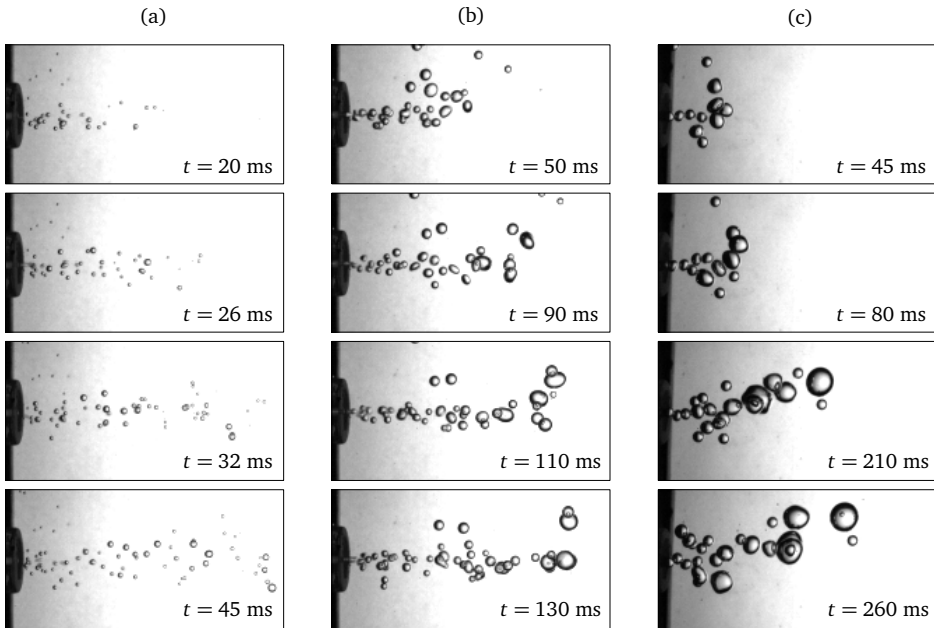 (a) (b) (c)
t = 20 ms t = 50 ms t = 45 ms
t = 26 ms t = 90 ms t = 80 ms
t = 32 ms t = 110 ms t = 210 ms
t = 45 ms t = 130 ms t = 260 ms